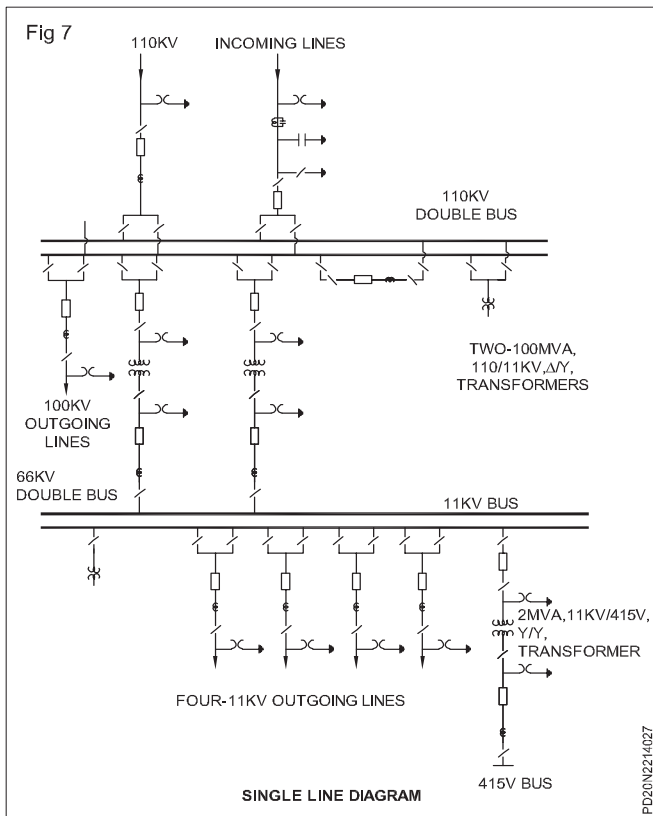 Fig 7
110KV
INCOMING LINES
110KV
DOUBLE BUS
TWO-100MVA,
110/11KV,Δ/Y,
TRANSFORMERS
100KV
OUTGOING
LINES
66KV
DOUBLE BUS
11KV BUS
2MVA,11KV/415V,
Y/Y,
TRANSFORMER
FOUR-11KV OUTGOING LINES
415V BUS
SINGLE LINE DIAGRAM
PD20N2214027